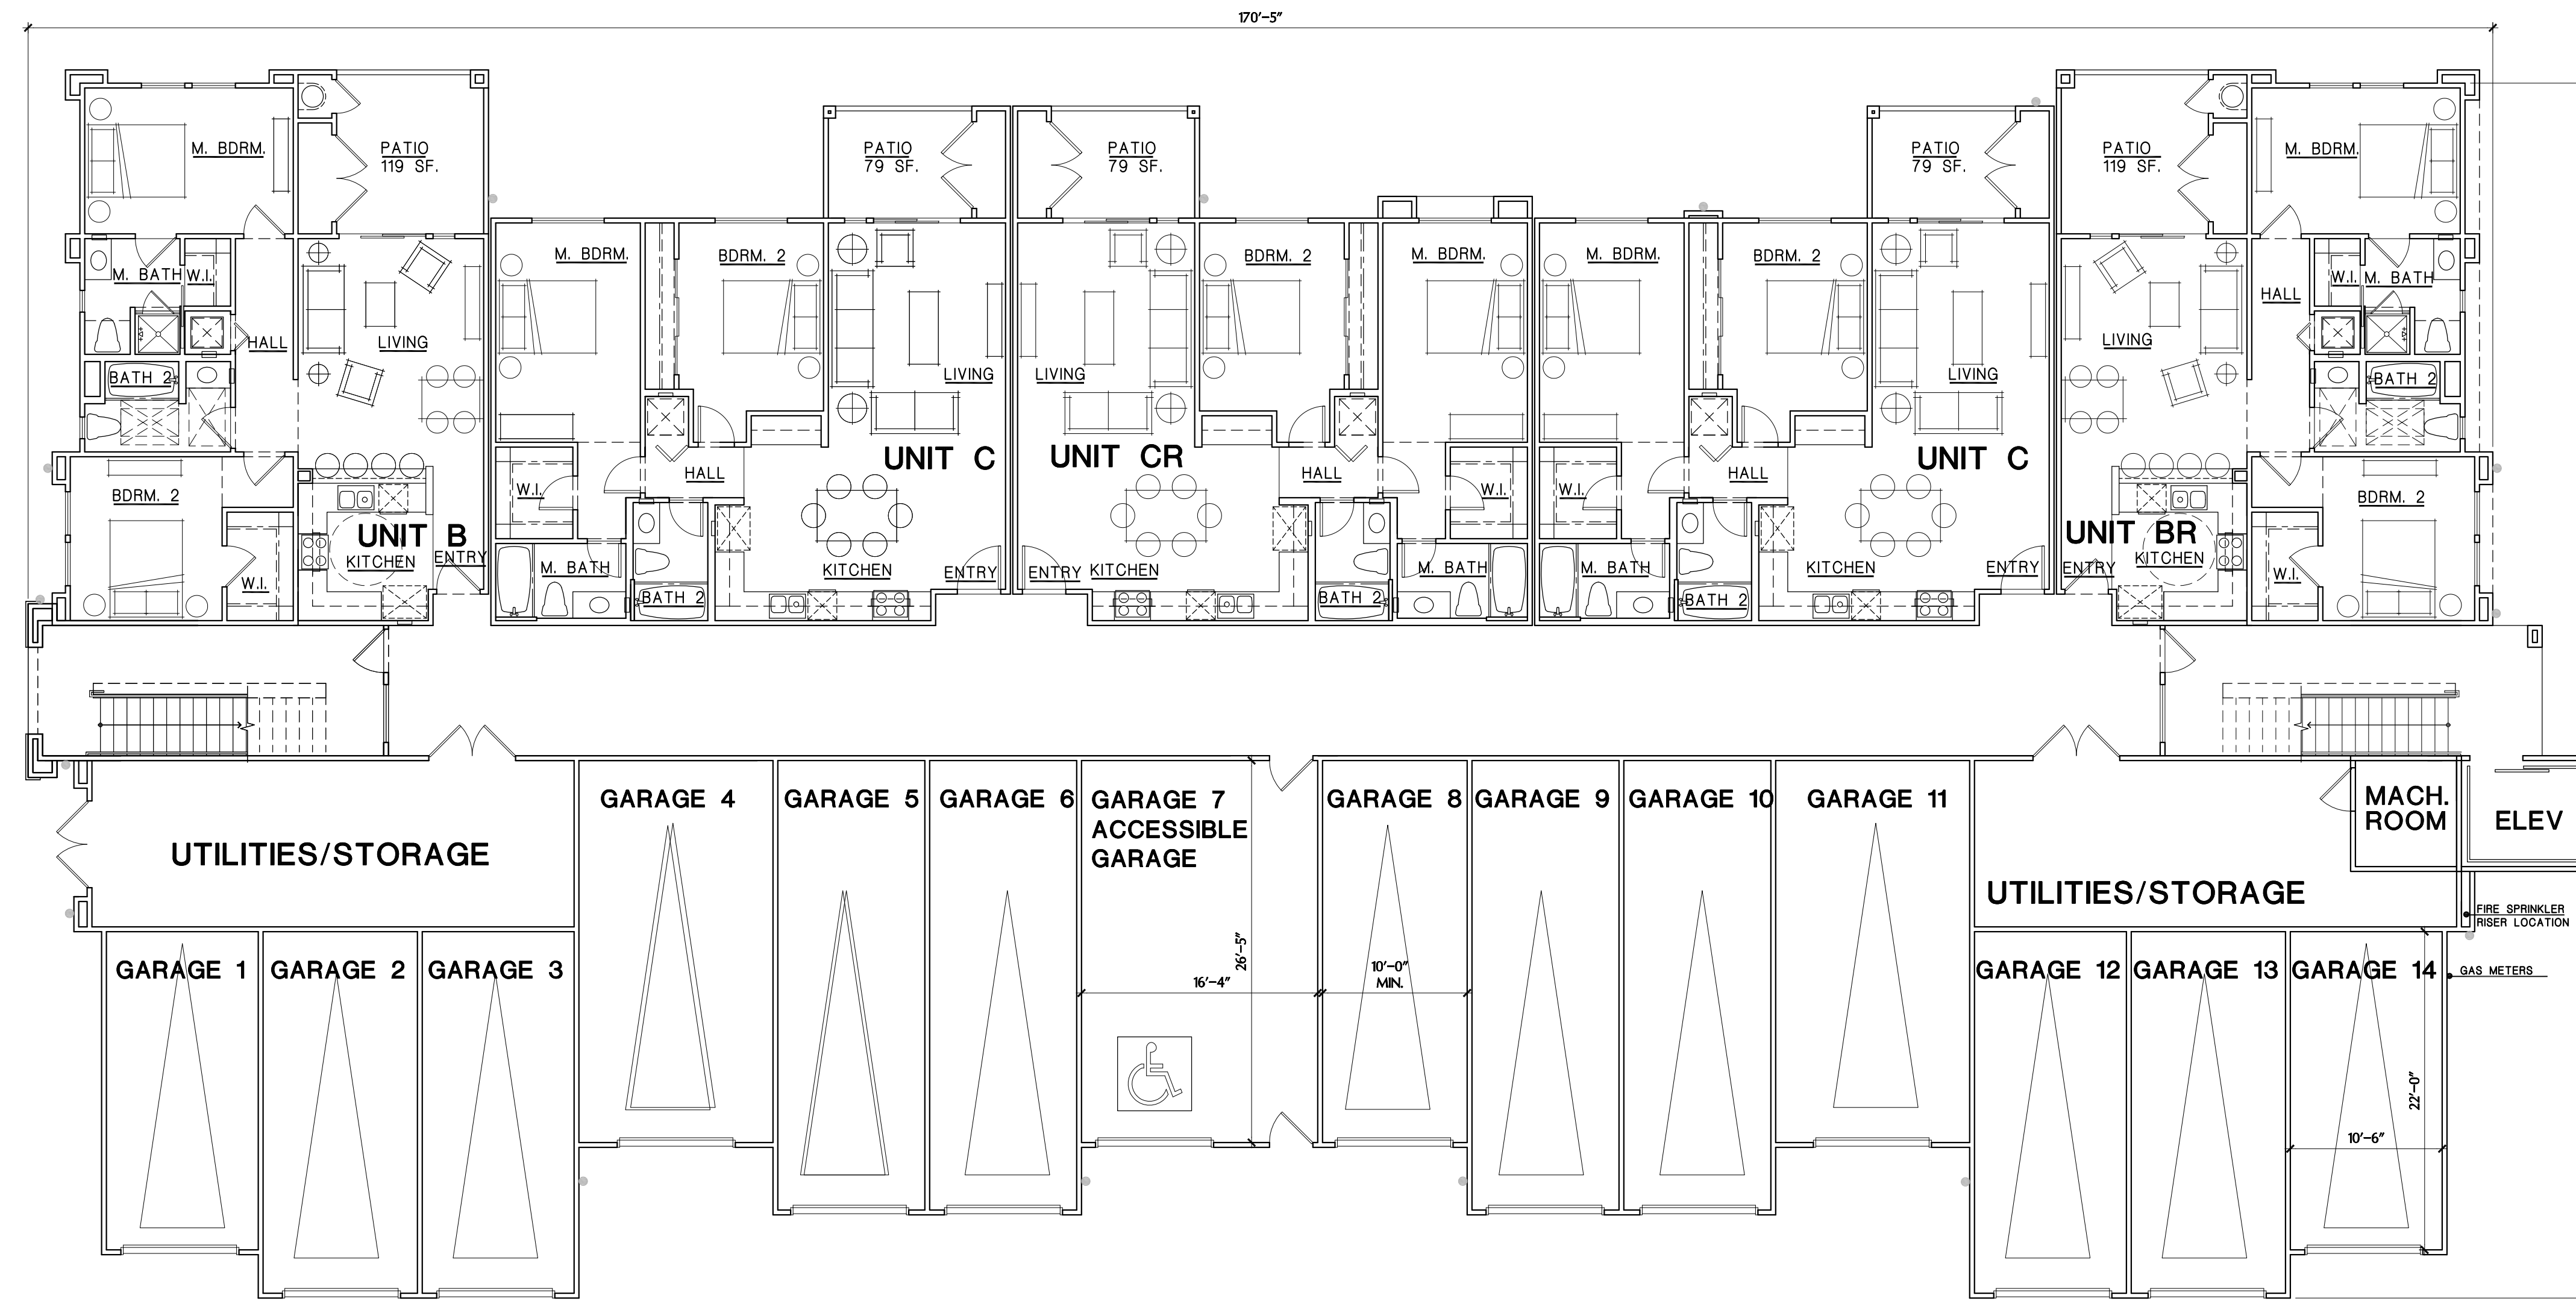 170'-5"
M. BDRM.
PATIO
119 SF.
M. BATH
W.I.
HALL
LIVING
BATH 2
BDRM. 2
W.I.
UNIT B
KITCHEN
ENTRY
PATIO
79 SF.
M. BDRM.
BDRM. 2
LIVING
UNIT C
HALL
W.I.
M. BATH
BATH 2
KITCHEN
ENTRY
PATIO
79 SF.
BDRM. 2
M. BDRM.
LIVING
UNIT CR
HALL
W.I.
ENTRY
KITCHEN
BATH 2
M. BATH
PATIO
79 SF.
M. BDRM.
BDRM. 2
LIVING
UNIT C
HALL
W.I.
M. BATH
BATH 2
KITCHEN
ENTRY
PATIO
119 SF.
M. BDRM.
W.I.
M. BATH
HALL
LIVING
BATH 2
BDRM. 2
UNIT BR
KITCHEN
ENTRY
W.I.
GARAGE 4
GARAGE 5
GARAGE 6
GARAGE 7
ACCESSIBLE
GARAGE
GARAGE 8
GARAGE 9
GARAGE 10
GARAGE 11
MACH.
ROOM
ELEV
UTILITIES/STORAGE
UTILITIES/STORAGE
FIRE SPRINKLER
RISER LOCATION
GARAGE 1
GARAGE 2
GARAGE 3
26'-5"
16'-4"
10'-0"
MIN.
GARAGE 12
GARAGE 13
GARAGE 14
GAS METERS
22'-0"
10'-6"